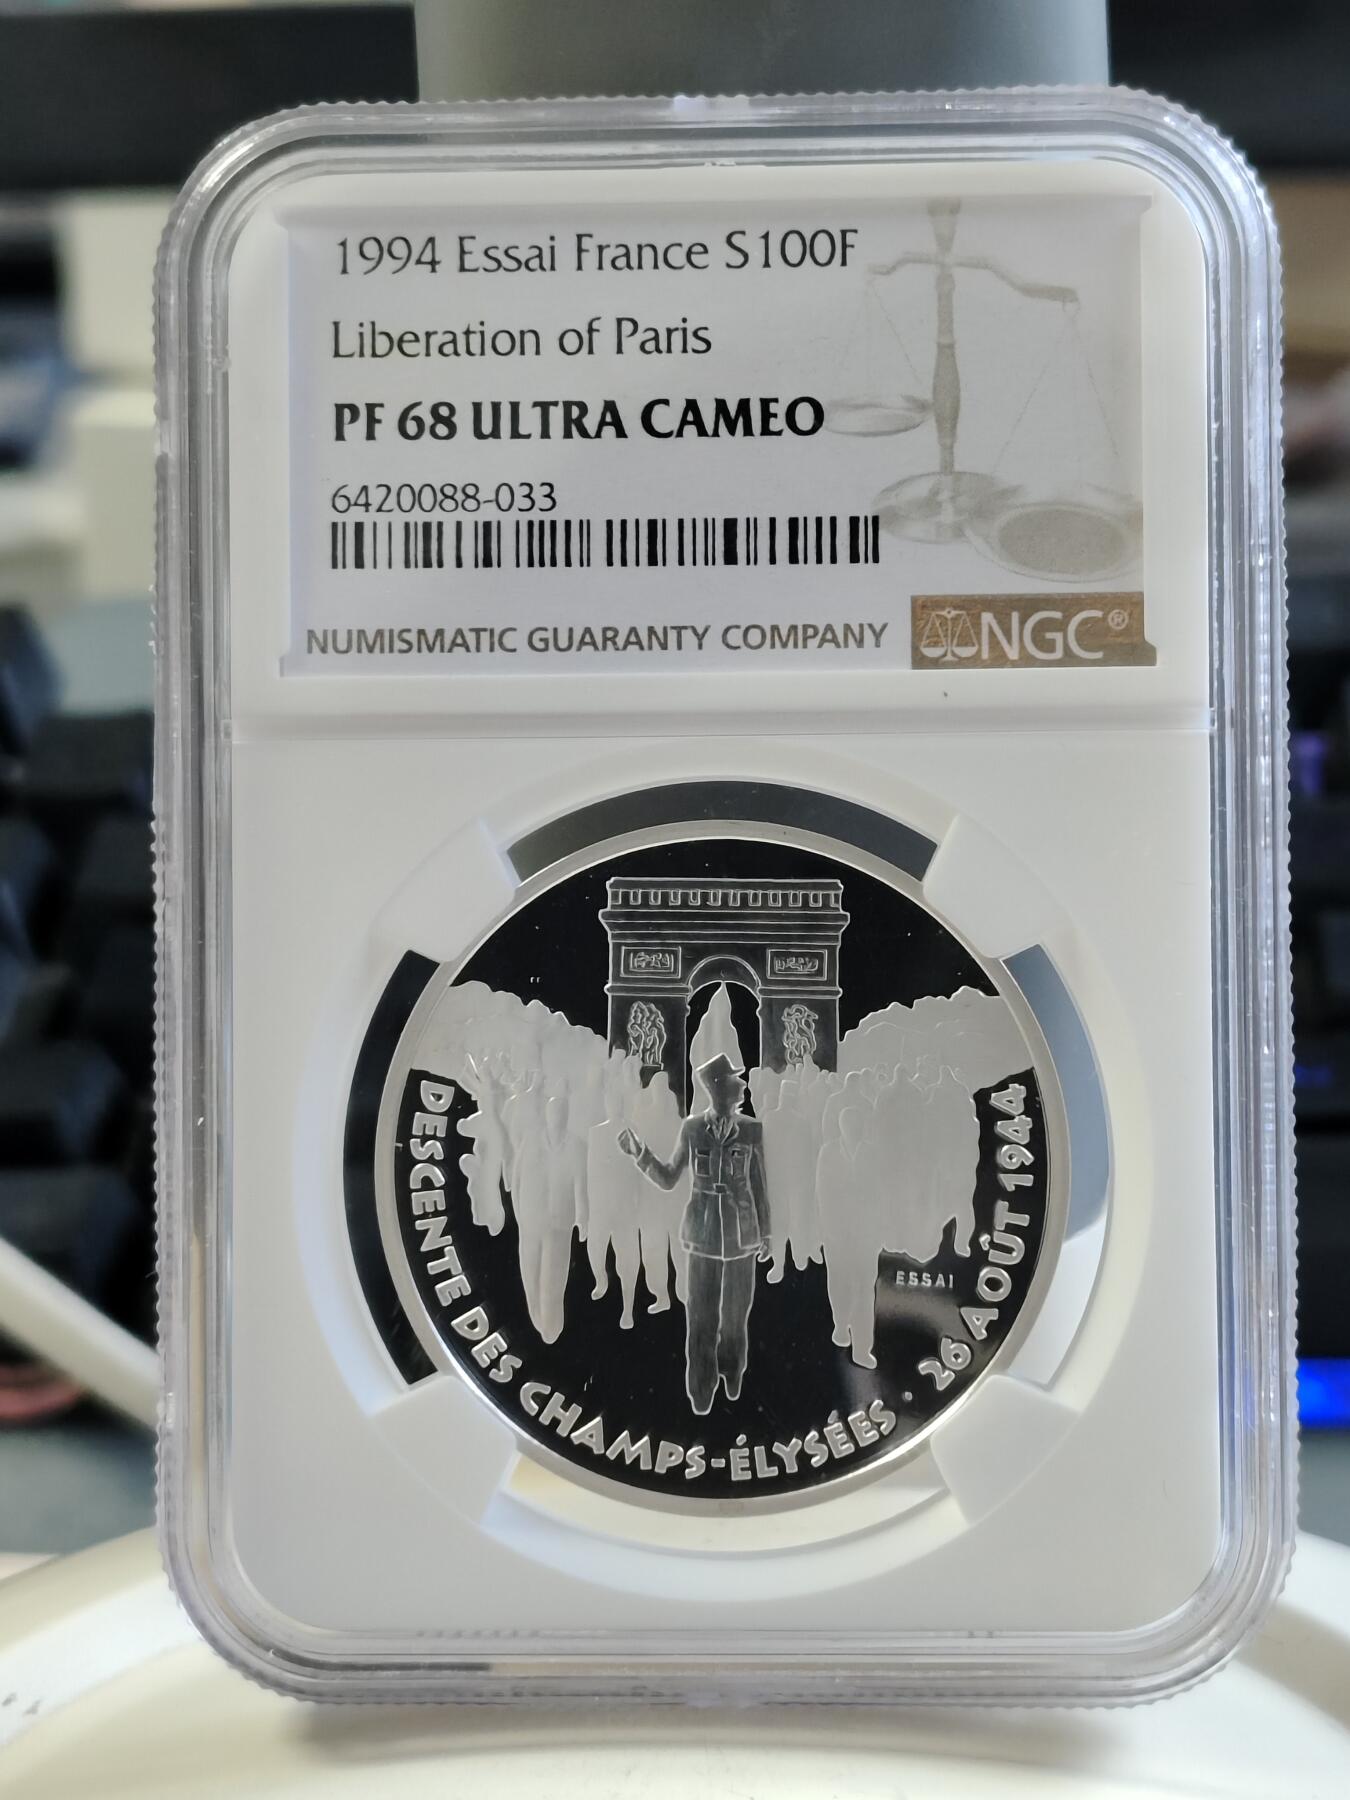 1994 Essai France S100F
Liberation of Paris
PF 68 ULTRA CAMEO
6420088-033
NUMISMATIC GUARANTY COMPANY
NGC®
DESCENTE DES CHAMPS-ÉLYSÉES · 26 AOÛT 1944
ESSAI